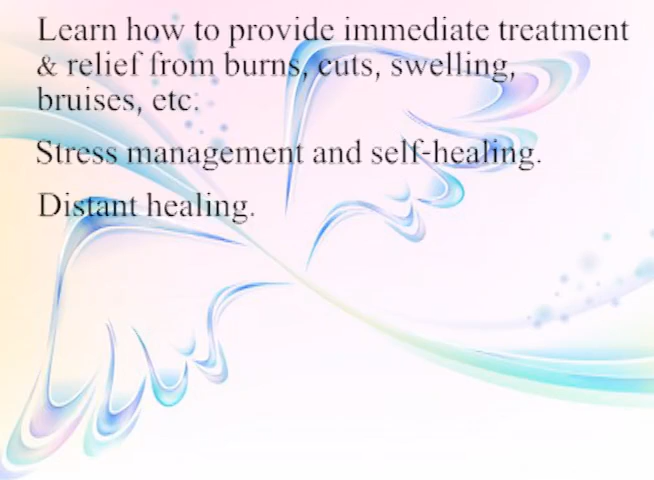 Learn how to provide immediate treatment
& relief from burns, cuts, swelling,
bruises, etc.
Stress management and self-healing.
Distant healing.